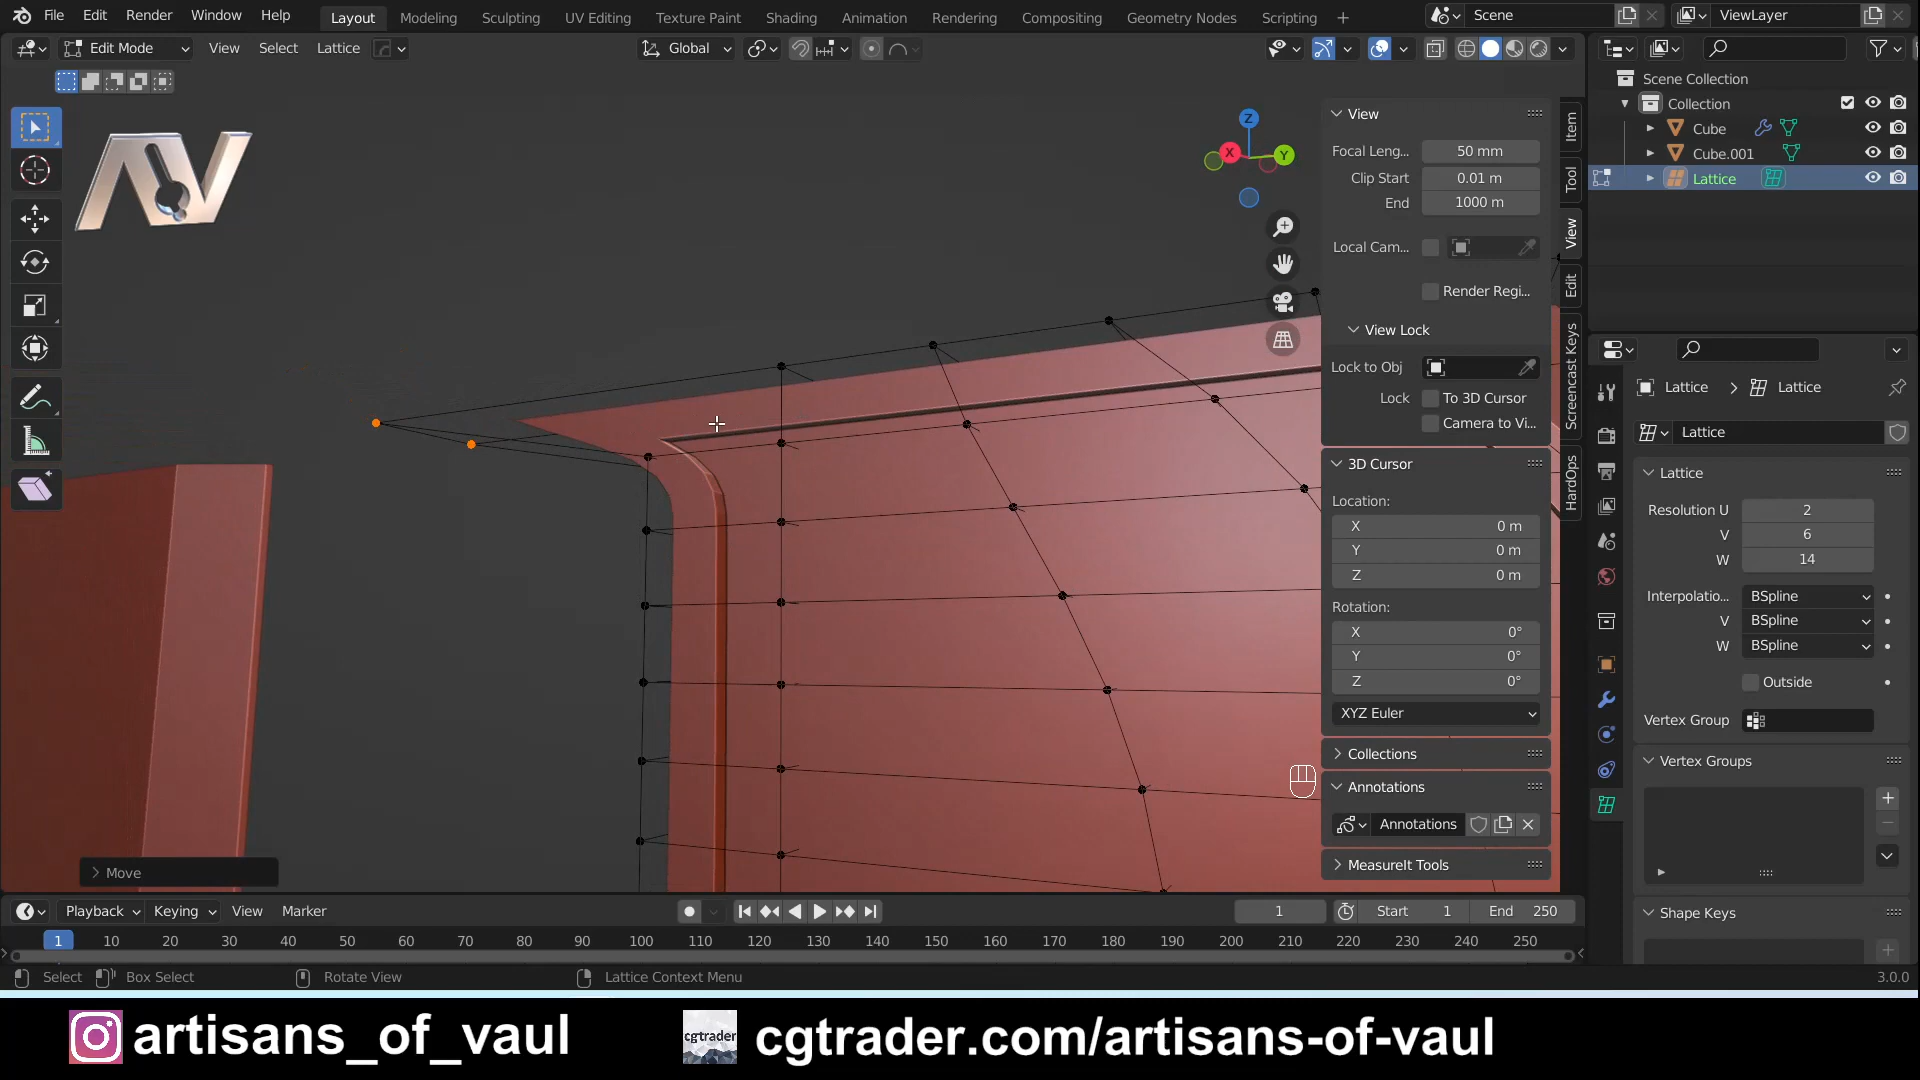 File Edit Render Window Help Layout Modeling Sculpting UV Editing Texture Paint Shading Animation Rendering Compositing Geometry Nodes Scripting + Scene ViewLayer
Edit Mode View Select Lattice Global
Scene Collection
Collection
Cube
Cube.001
Lattice
AV
Z
X
Y
View
Focal Leng... 50 mm
Clip Start 0.01 m
End 1000 m
Local Cam...
Render Regi...
View Lock
Lock to Obj
Lock To 3D Cursor
Camera to Vi...
3D Cursor
Location:
X 0 m
Y 0 m
Z 0 m
Rotation:
X 0°
Y 0°
Z 0°
XYZ Euler
Collections
Annotations
Annotations
MeasureIt Tools
Item
Tool
View
Edit
Screencast Keys
HardOps
Lattice > Lattice
Lattice
Lattice
Resolution U 2
V 6
W 14
Interpolatio... BSpline
V BSpline
W BSpline
Outside
Vertex Group
Vertex Groups
Shape Keys
> Move
Playback Keying View Marker 1 Start 1 End 250
1 10 20 30 40 50 60 70 80 90 100 110 120 130 140 150 160 170 180 190 200 210 220 230 240 250
Select Box Select Rotate View Lattice Context Menu 3.0.0
artisans_of_vaul cgtrader cgtrader.com/artisans-of-vaul